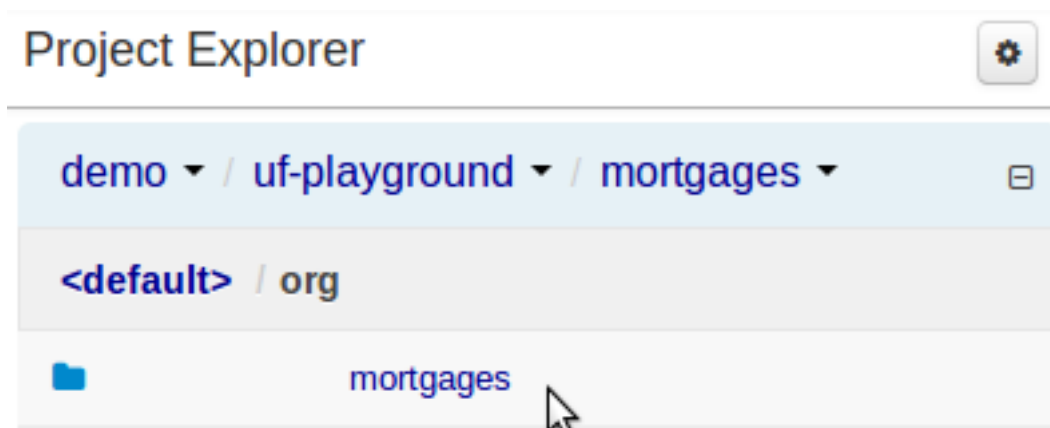 Project Explorer
demo / uf-playground / mortgages
<default> / org
mortgages